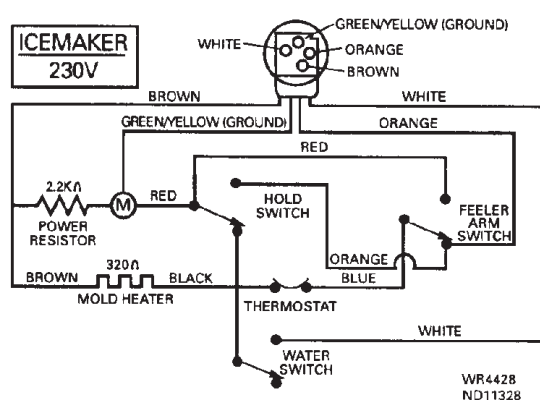 ICEMAKER
230V
GREEN/YELLOW (GROUND)
WHITE
ORANGE
BROWN
BROWN
WHITE
GREEN/YELLOW (GROUND)
ORANGE
RED
2.2KΩ
M
RED
POWER
RESISTOR
HOLD
SWITCH
FEELER
ARM
SWITCH
ORANGE
BROWN
320Ω
BLACK
BLUE
MOLD HEATER
THERMOSTAT
WHITE
WATER
SWITCH
WR4428
ND11328